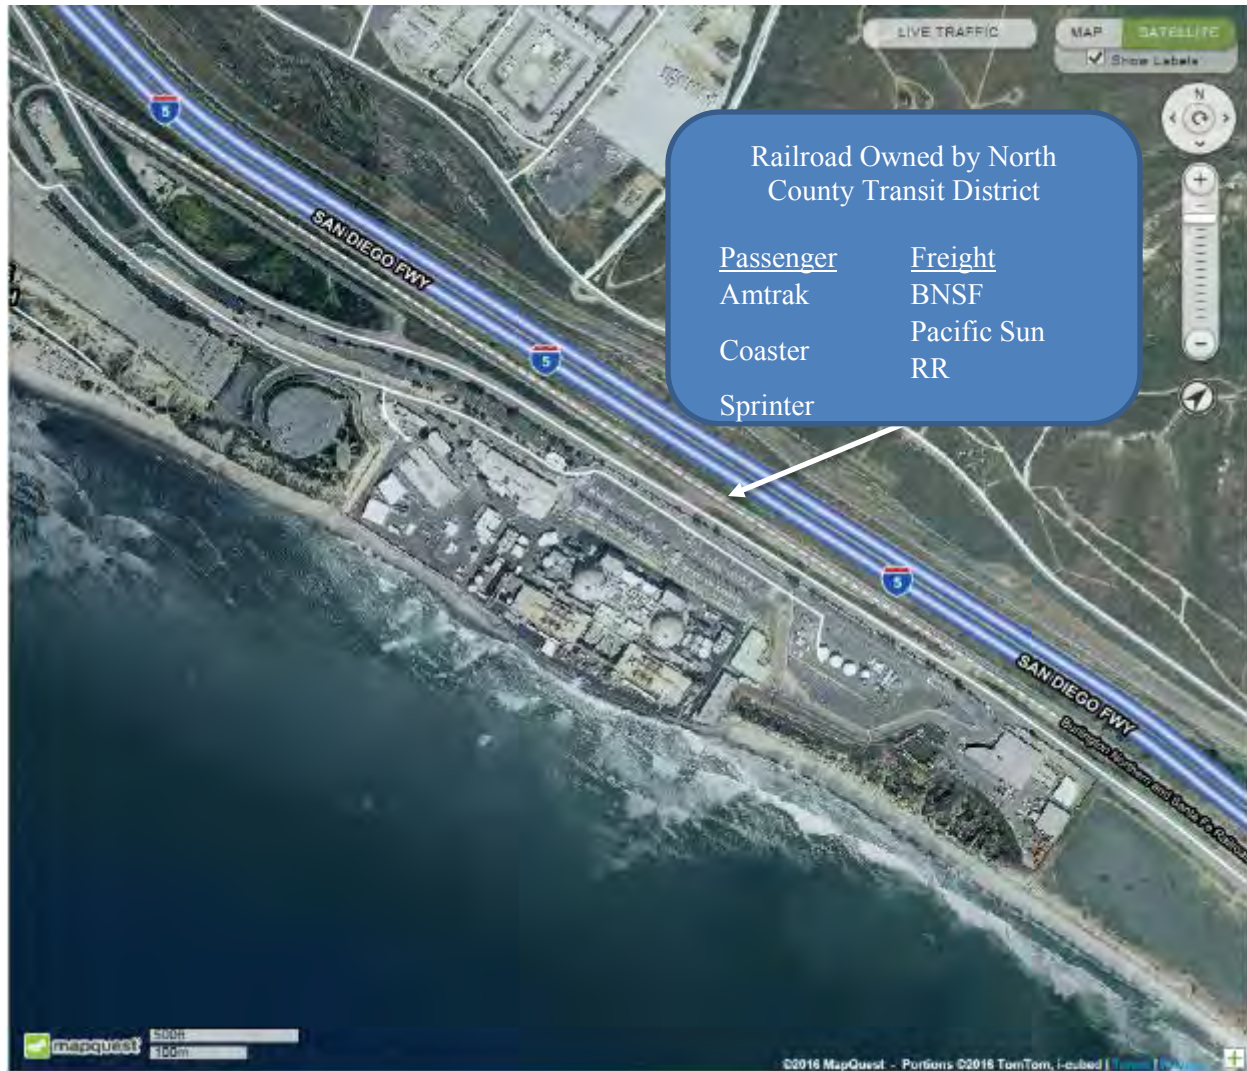 LIVE TRAFFIC
MAP
SATELLITE
Show Labels
N
5
Railroad Owned by North
County Transit District
Passenger Freight
Amtrak BNSF
Coaster Pacific Sun
RR
Sprinter
SAN DIEGO FWY
5
5
SAN DIEGO FWY
Burlington Northern and Santa Fe
mapquest
500ft
100m
©2016 MapQuest - Portions ©2016 TomTom, i-cubed |